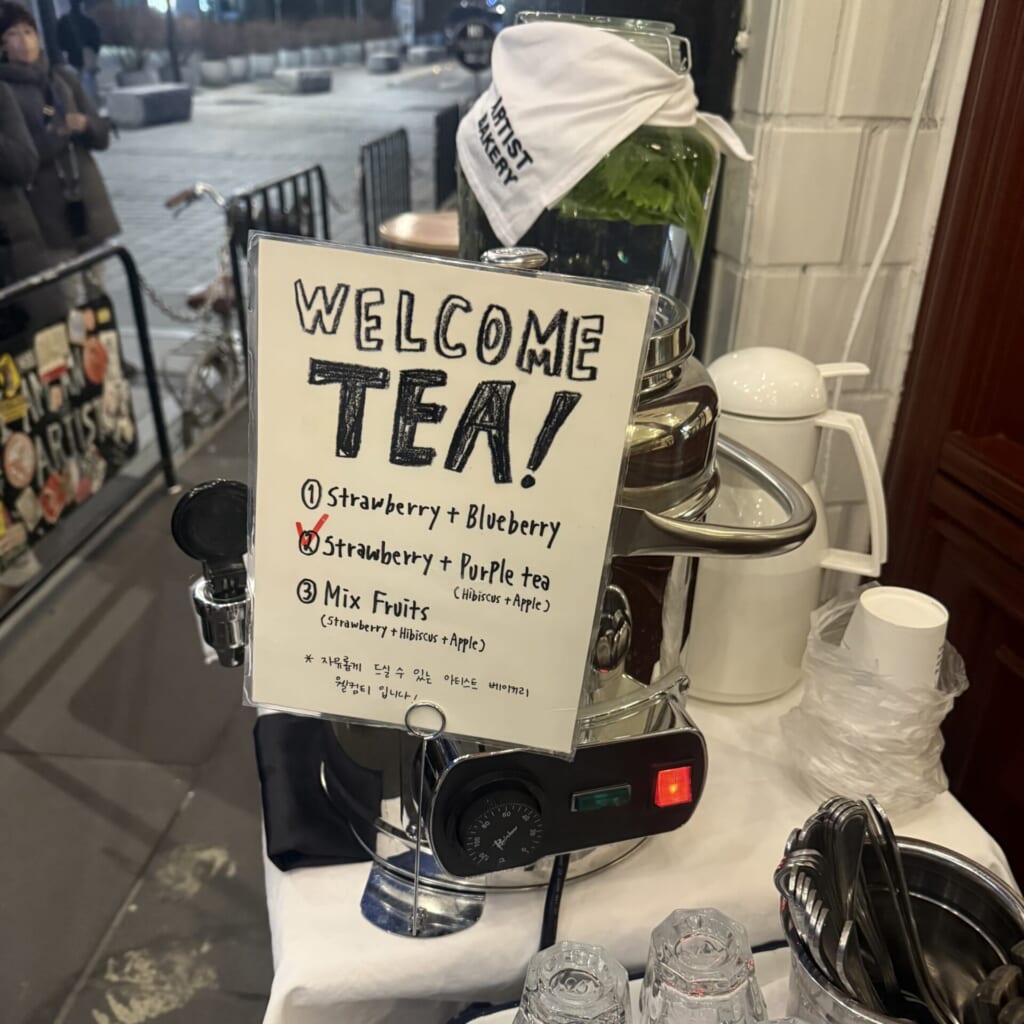 ARTIST
BAKERY
WELCOME
TEA!
① Strawberry + Blueberry
② Strawberry + Purple tea
(Hibiscus + Apple)
③ Mix Fruits
(Strawberry + Hibiscus + Apple)
* 자유롭게 드실 수 있는 아티스트 베이커리
웰컴티 입니다!